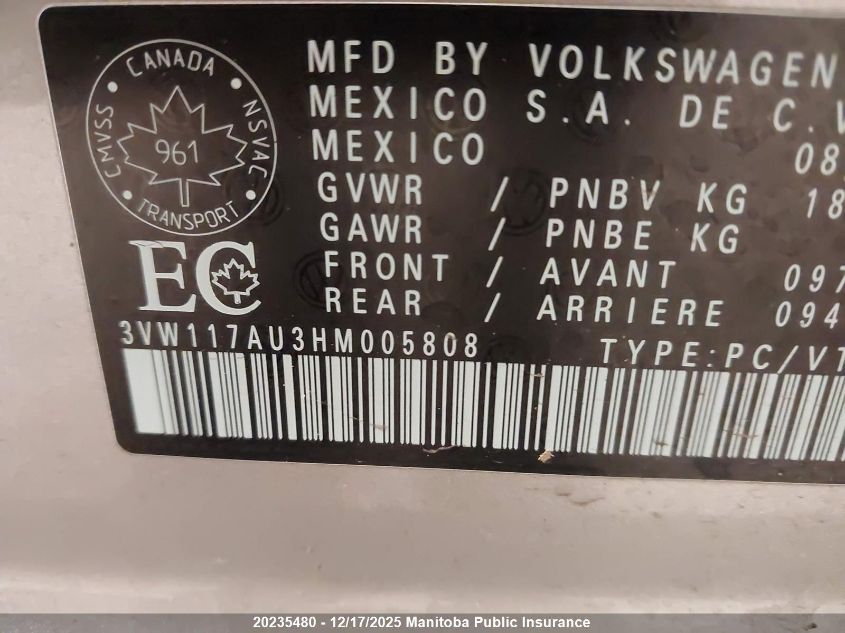 CANADA
CMVSS
NSVAC
961
TRANSPORT
EC
MFD BY VOLKSWAGEN
MEXICO S.A. DE C.V
MEXICO 08
GVWR / PNBV KG 18
GAWR / PNBE KG
FRONT / AVANT 097
REAR / ARRIERE 094
3VW117AU3HM005808 TYPE:PC/VT
20235480 - 12/17/2025 Manitoba Public Insurance